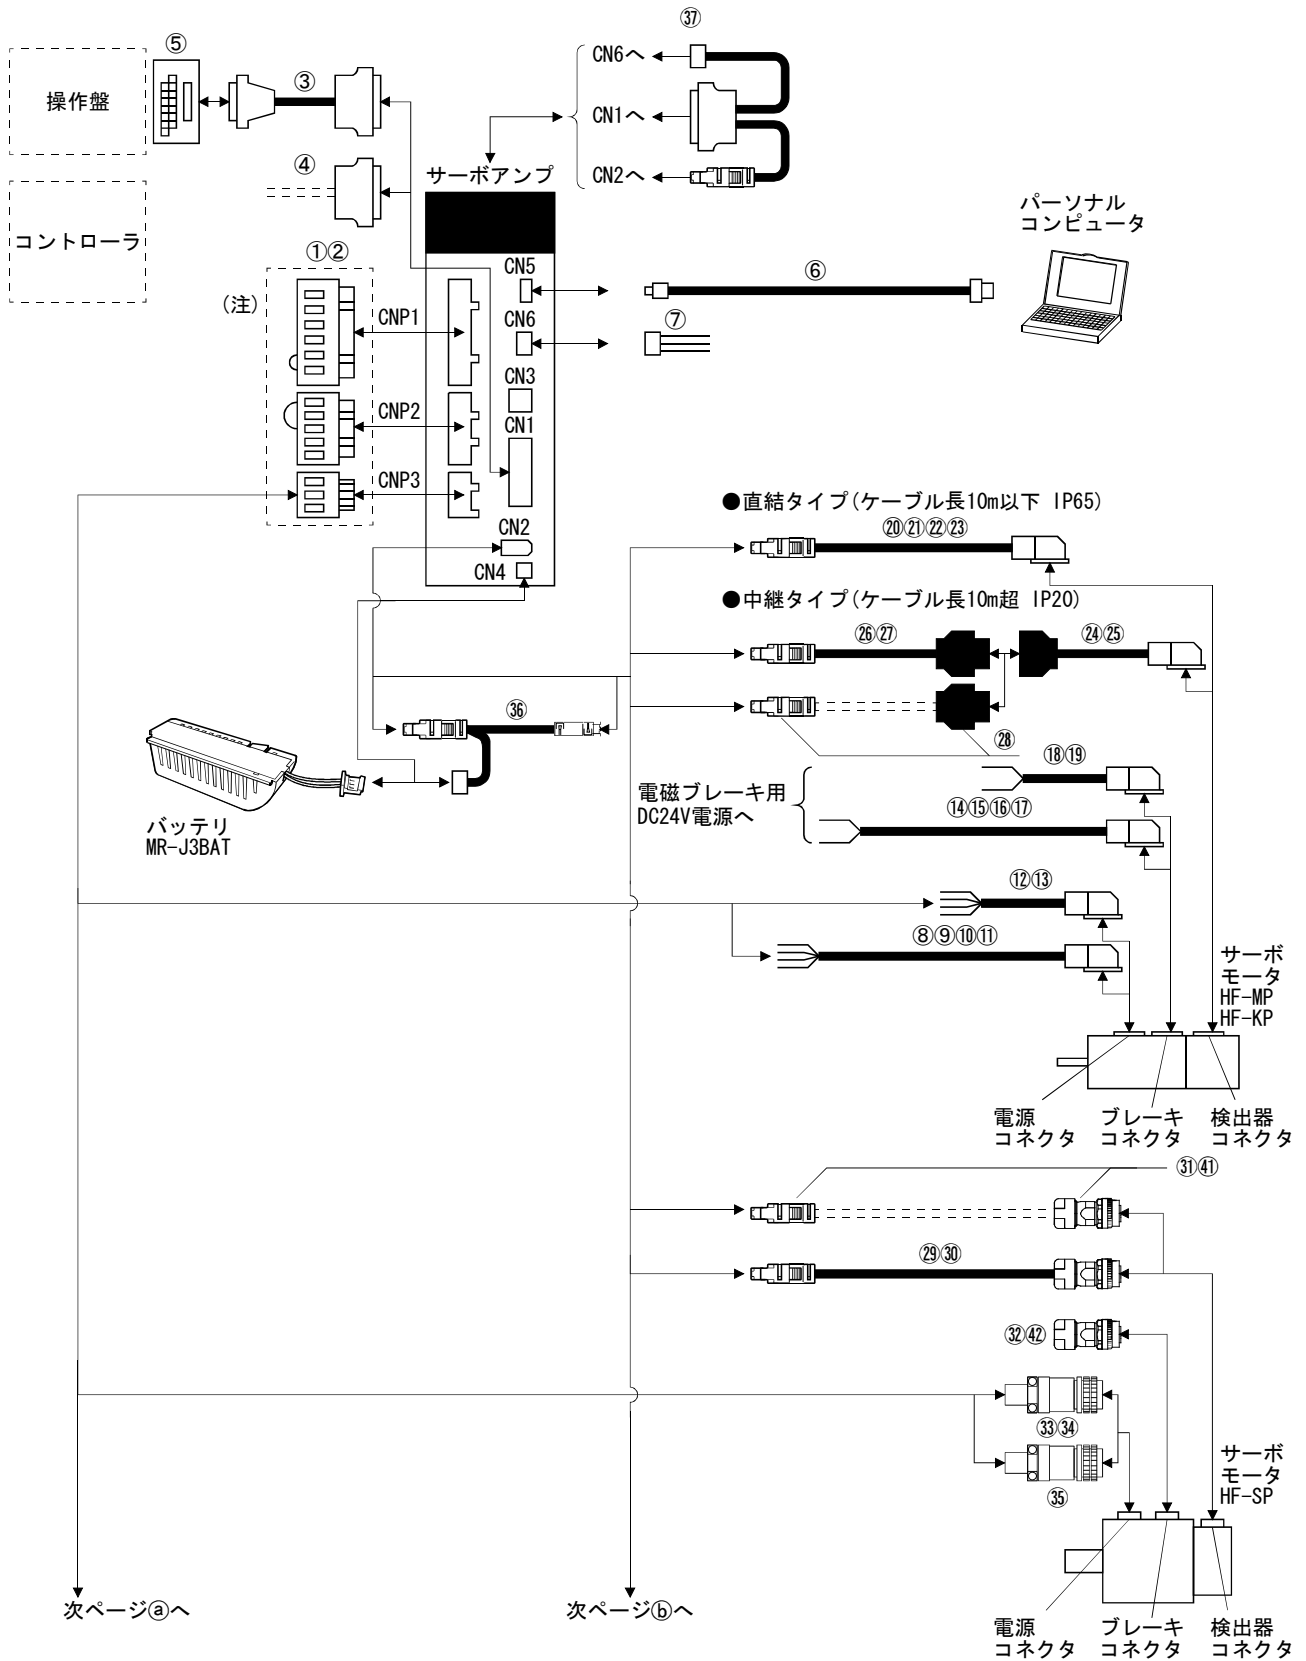 ㊲
CN6へ
⑤
③
操作盤
CN1へ
④
サーボアンプ
CN2へ
パーソナル
コンピュータ
コントローラ
①②
CN5
⑥
(注)
CNP1
CN6
⑦
CN3
CNP2
CN1
CNP3
●直結タイプ(ケーブル長10m以下 IP65)
CN2
⑳㉑㉒㉓
CN4
●中継タイプ(ケーブル長10m超 IP20)
㉖㉗
㉔㉕
㊱
㉘
⑱⑲
電磁ブレーキ用
DC24V電源へ
⑭⑮⑯⑰
バッテリ
MR-J3BAT
⑫⑬
⑧⑨⑩⑪
サーボ
モータ
HF-MP
HF-KP
電源
コネクタ
ブレーキ
コネクタ
検出器
コネクタ
㉛㊶
㉙㉚
㉜㊷
㉝㉞
サーボ
モータ
HF-SP
㉟
次ページⓐへ
次ページⓑへ
電源
コネクタ
ブレーキ
コネクタ
検出器
コネクタ